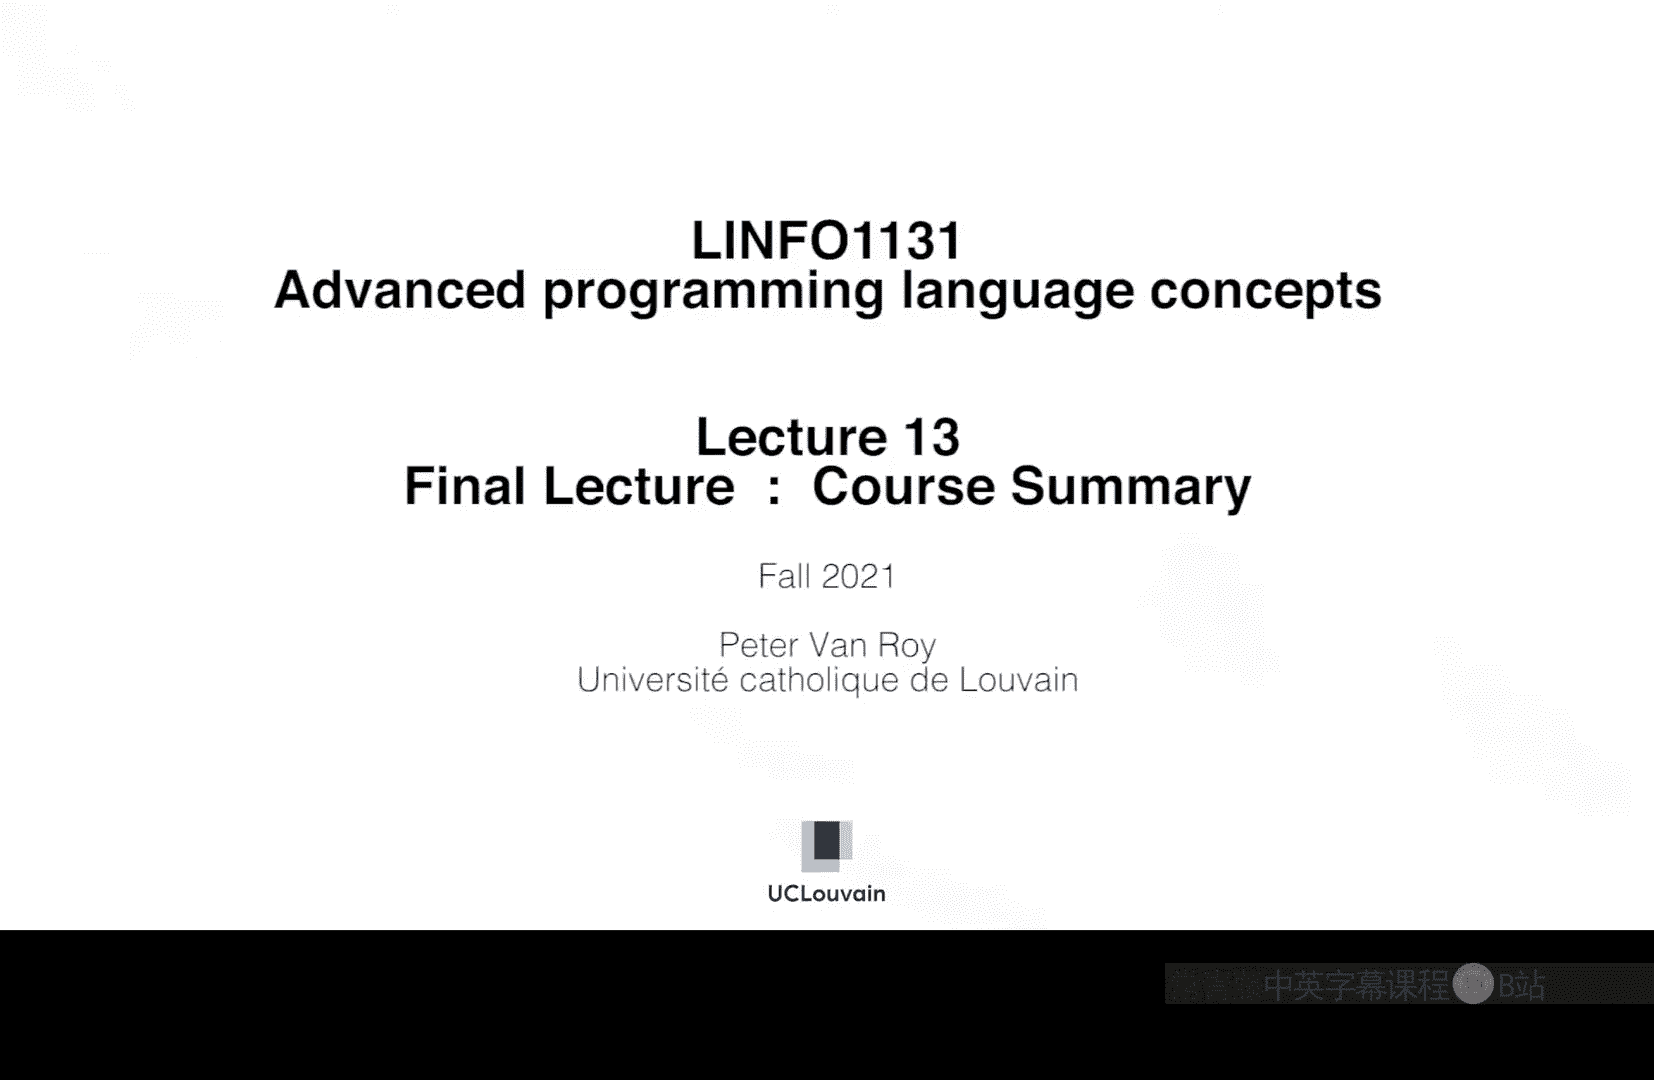 LINFO1131
Advanced programming language concepts
Lecture 13
Final Lecture : Course Summary
Fall 2021
Peter Van Roy
Université catholique de Louvain
UCLouvain
中英字幕课程
B站